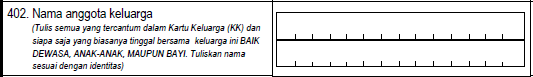 402. Nama anggota keluarga
(Tulis semua yang tercantum dalam Kartu Keluarga (KK) dan
siapa saja yang biasanya tinggal bersama keluarga ini BAIK
DEWASA, ANAK-ANAK, MAUPUN BAYI. Tuliskan nama
sesuai dengan identitas)